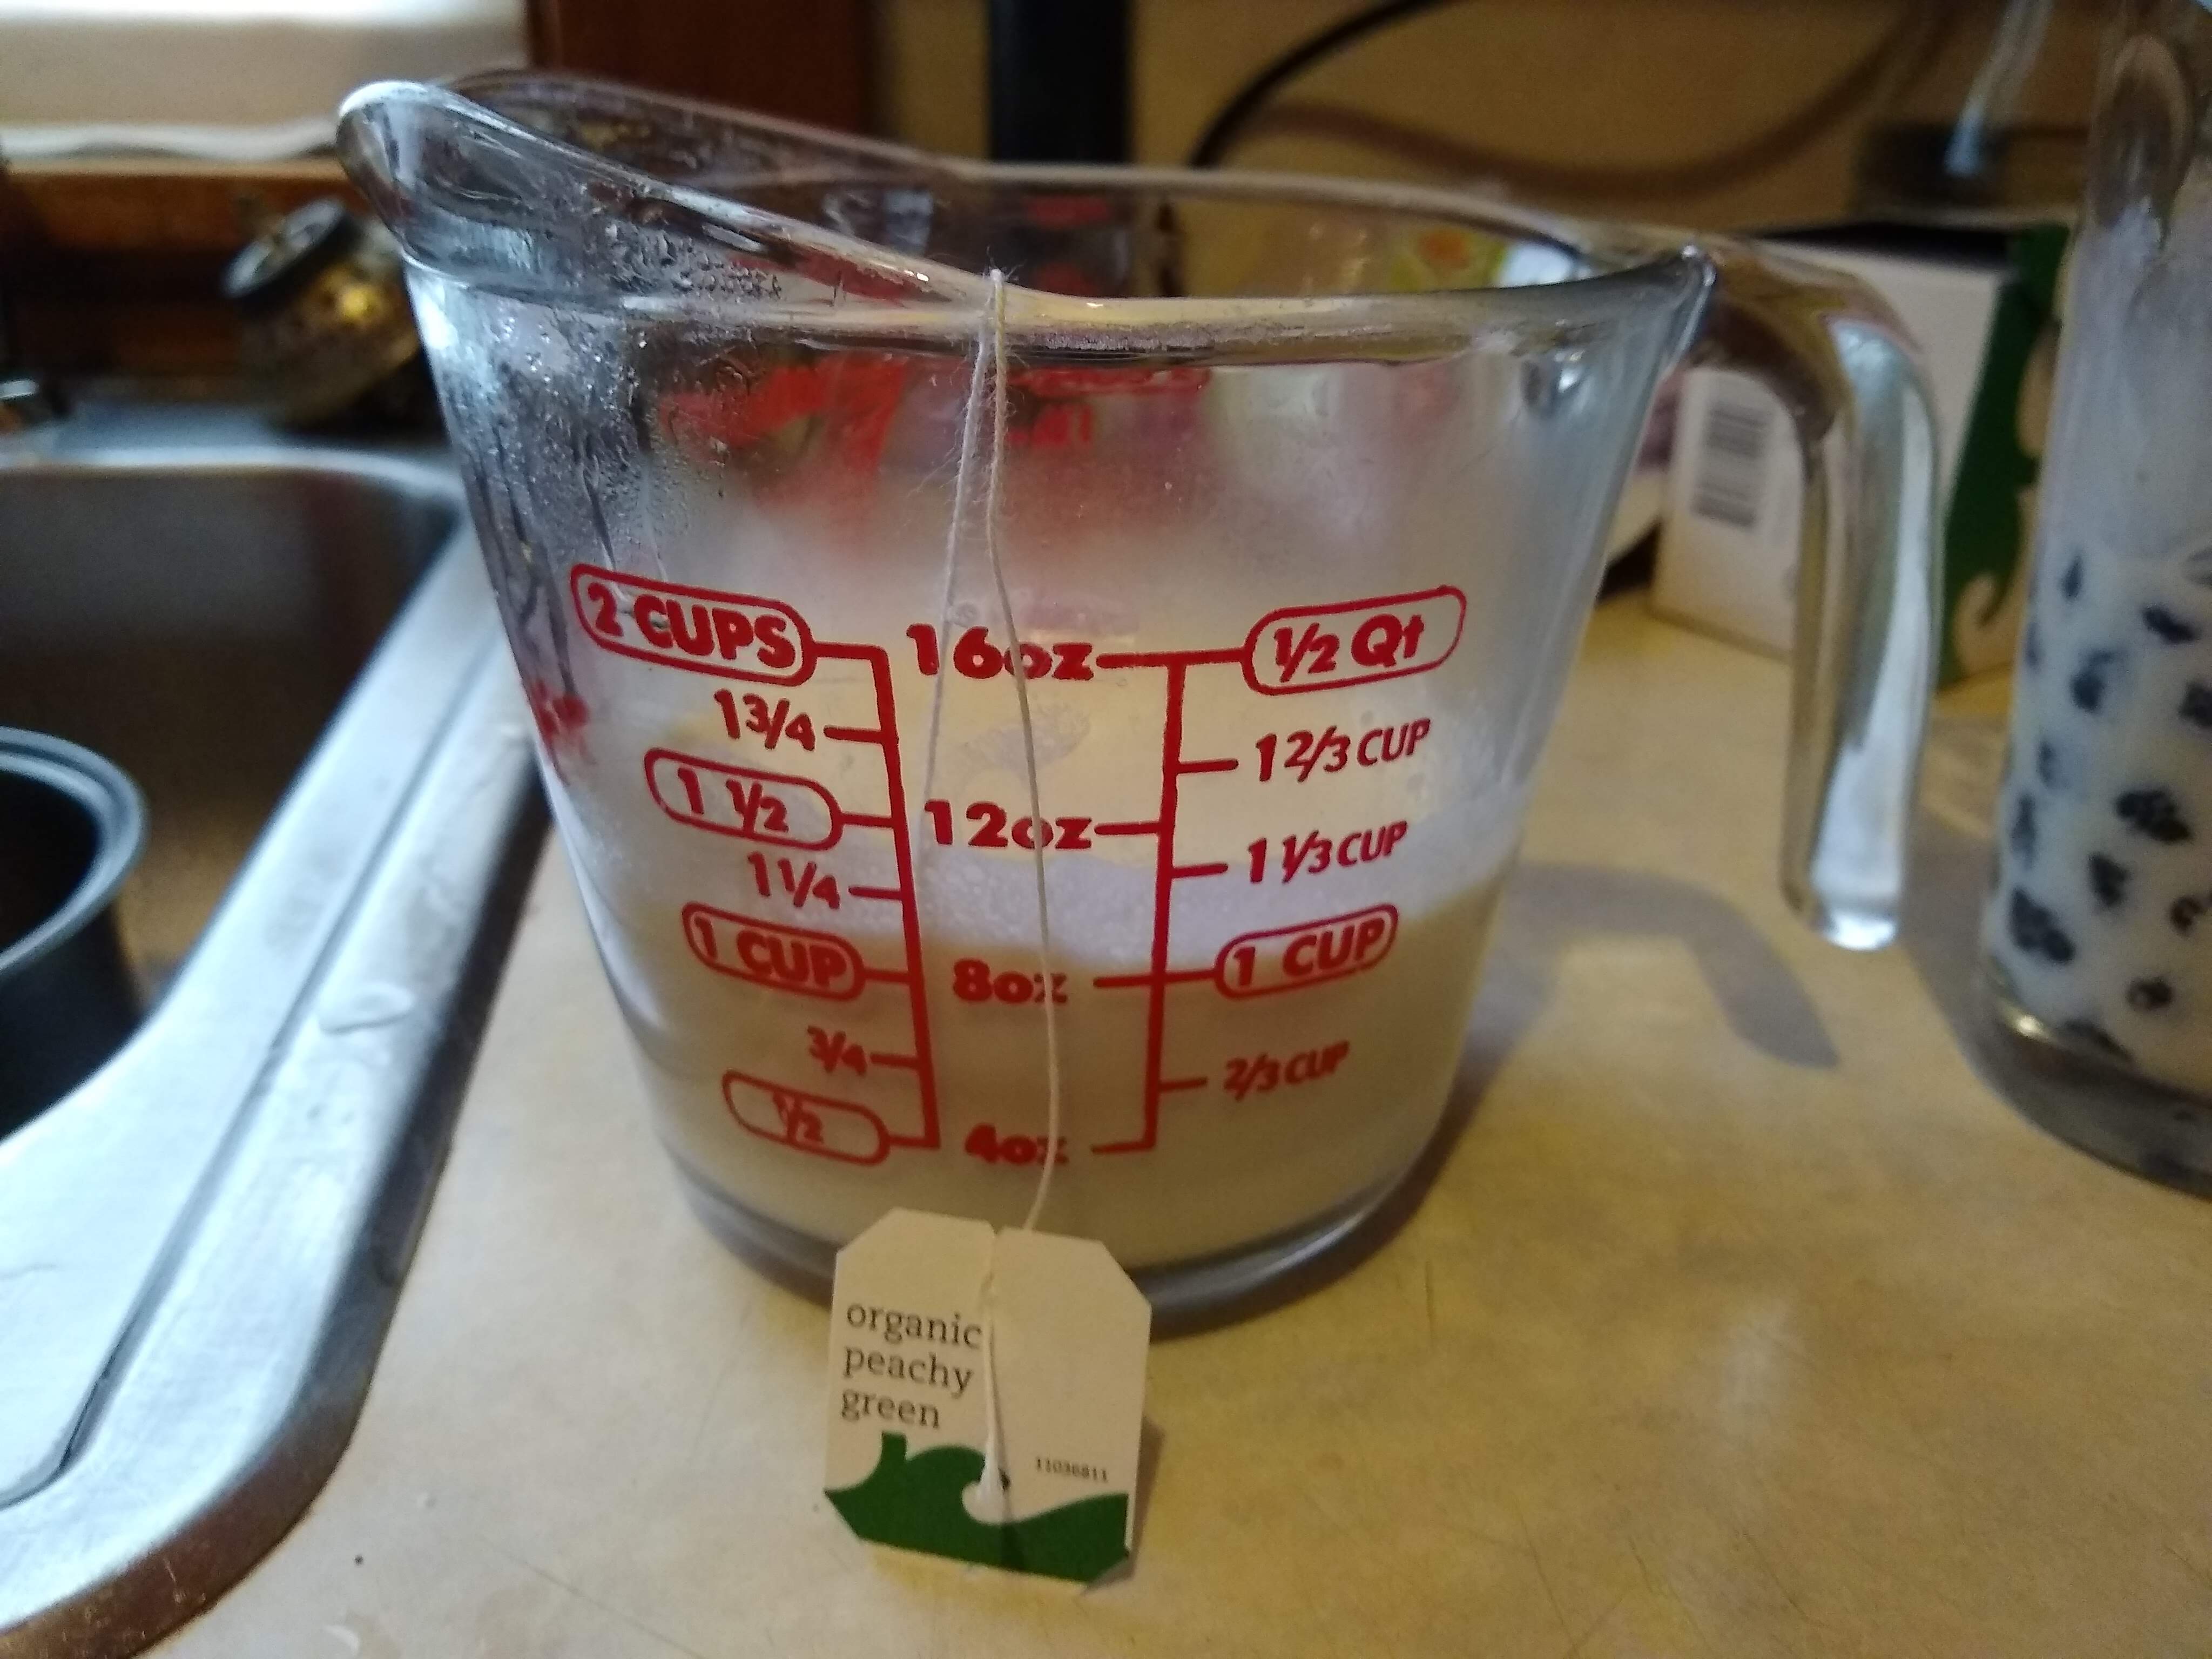 2 CUPS 16oz 1/2 Qt
1 3/4
1 2/3 CUP
1 1/2 12oz
1 1/3 CUP
1 1/4
1 CUP 8oz 1 CUP
3/4
2/3 CUP
1/2 4oz
organic
peachy
green
11036811